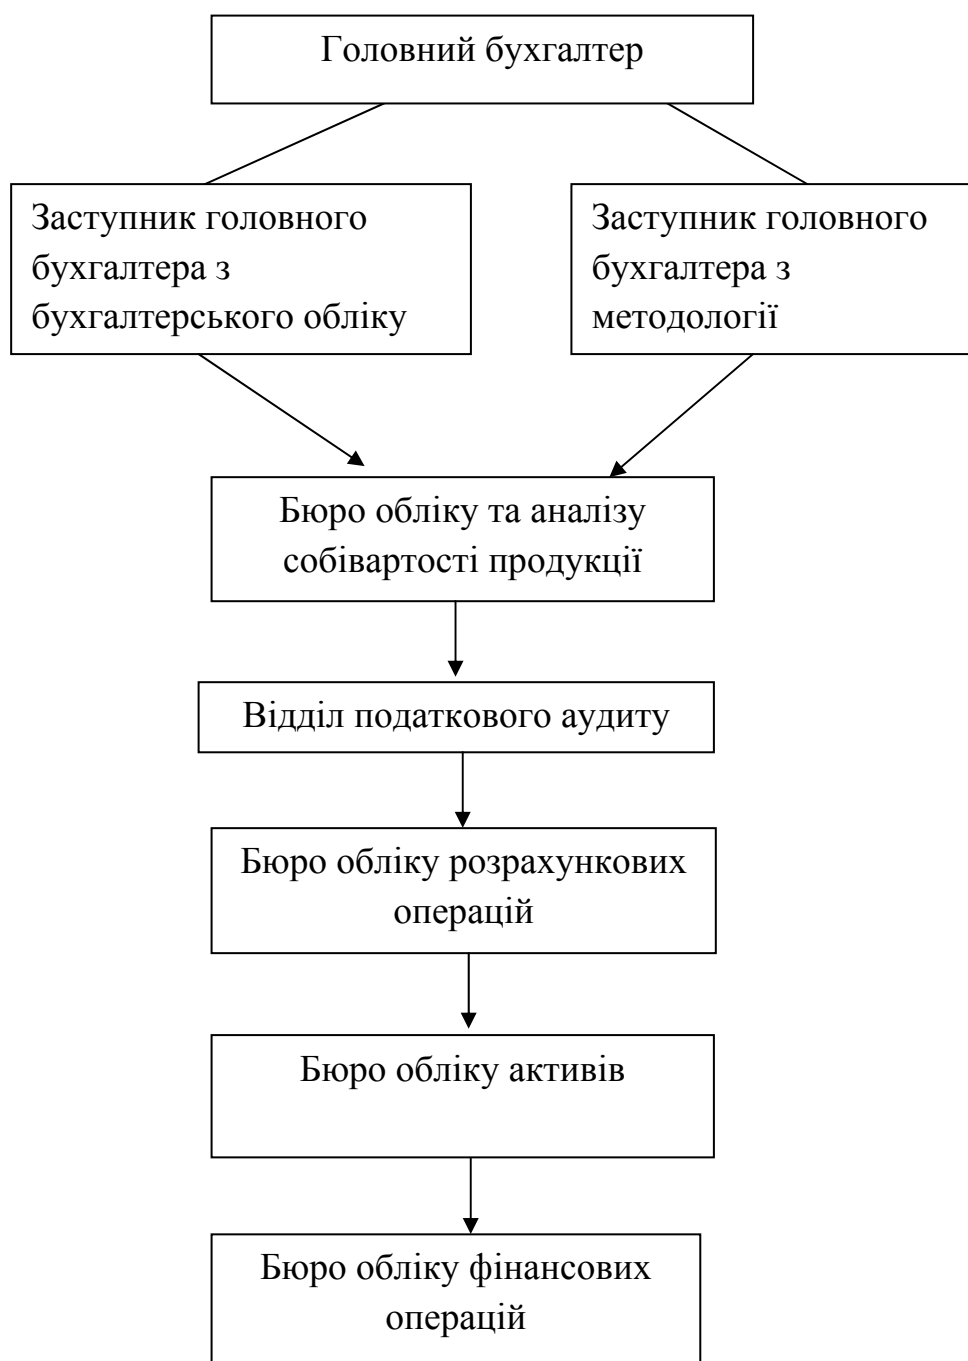 Головний бухгалтер
Заступник головного
бухгалтера з
бухгалтерського обліку
Заступник головного
бухгалтера з
методології
Бюро обліку та аналізу
собівартості продукції
Відділ податкового аудиту
Бюро обліку розрахункових
операцій
Бюро обліку активів
Бюро обліку фінансових
операцій